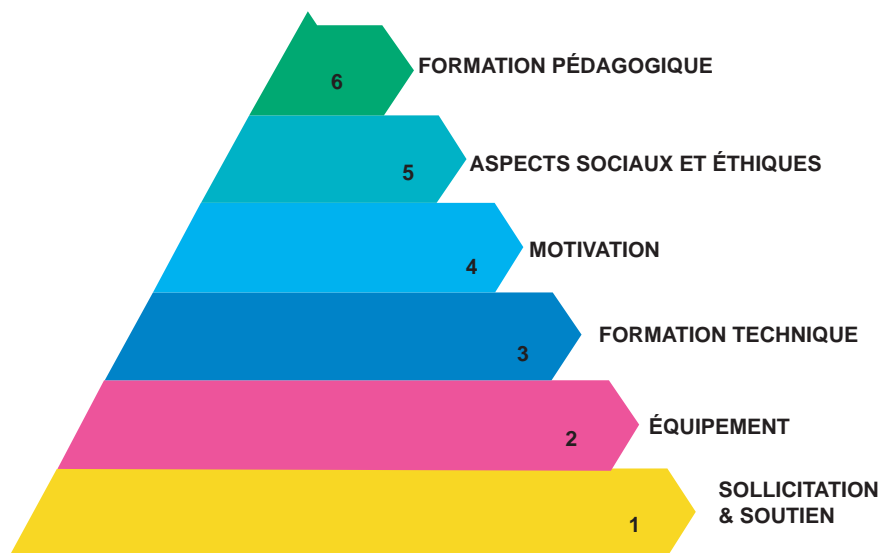 6
FORMATION PÉDAGOGIQUE
5
ASPECTS SOCIAUX ET ÉTHIQUES
4
MOTIVATION
3
FORMATION TECHNIQUE
2
ÉQUIPEMENT
1
SOLLICITATION
& SOUTIEN